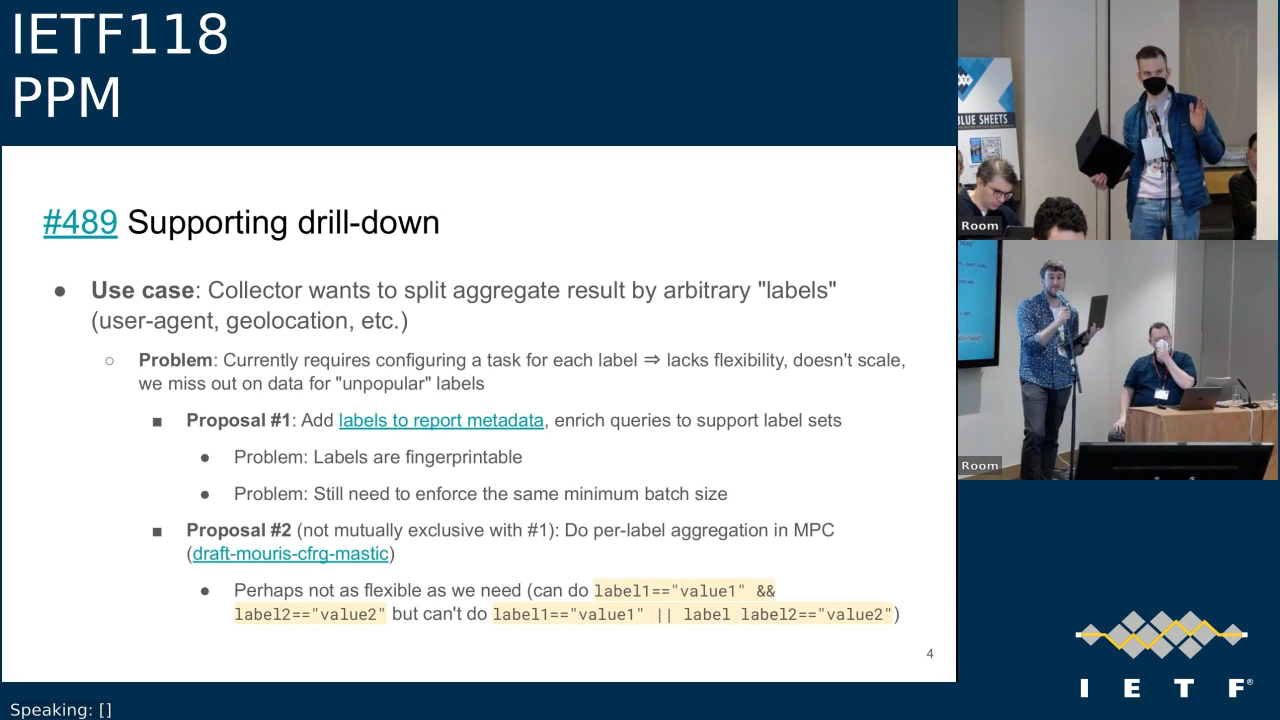 IETF118
PPM
#489 Supporting drill-down
● Use case: Collector wants to split aggregate result by arbitrary "labels"
(user-agent, geolocation, etc.)
○ Problem: Currently requires configuring a task for each label ⇒ lacks flexibility, doesn't scale,
we miss out on data for "unpopular" labels
■ Proposal #1: Add labels to report metadata, enrich queries to support label sets
● Problem: Labels are fingerprintable
● Problem: Still need to enforce the same minimum batch size
■ Proposal #2 (not mutually exclusive with #1): Do per-label aggregation in MPC
(draft-mouris-cfrg-mastic)
● Perhaps not as flexible as we need (can do label1=="value1" &&
label2=="value2" but can't do label1=="value1" || label label2=="value2")
4
BLUE SHEETS
Room
Room
I E T F®
Speaking: []